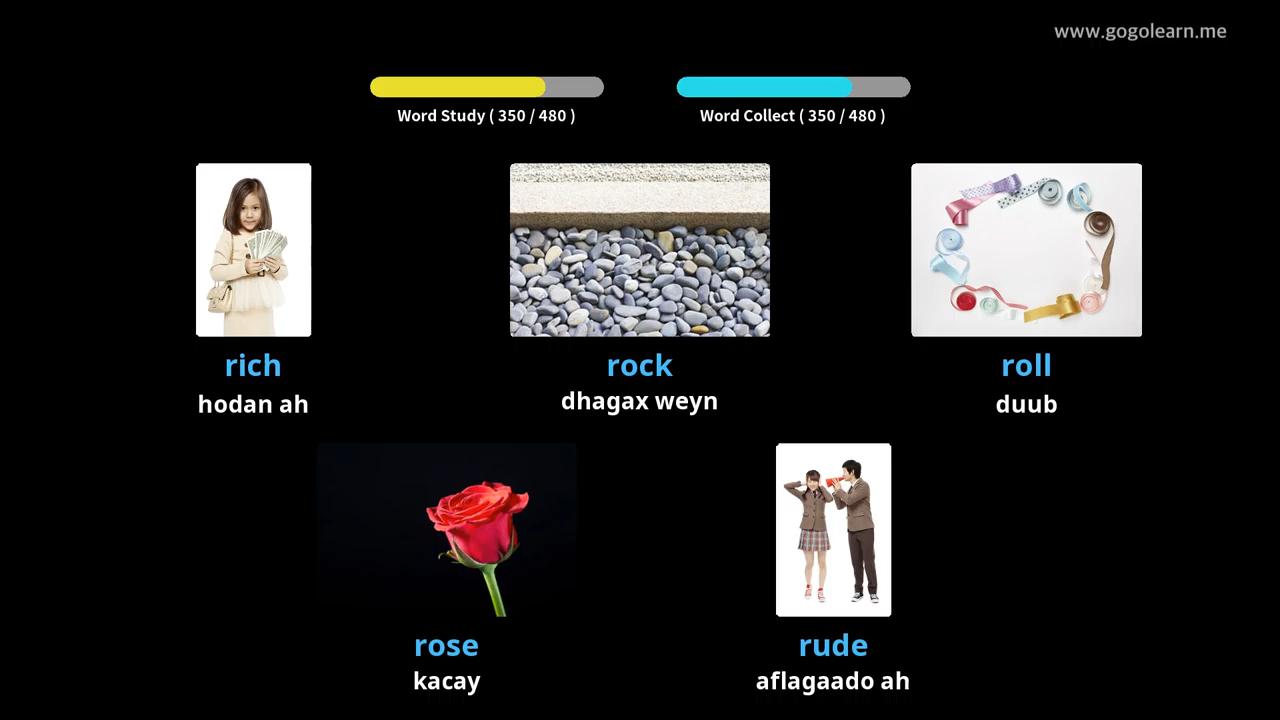 www.gogolearn.me
Word Study ( 350 / 480 )
Word Collect ( 350 / 480 )
rich
hodan ah
rock
dhagax weyn
roll
duub
rose
kacay
rude
aflagaado ah